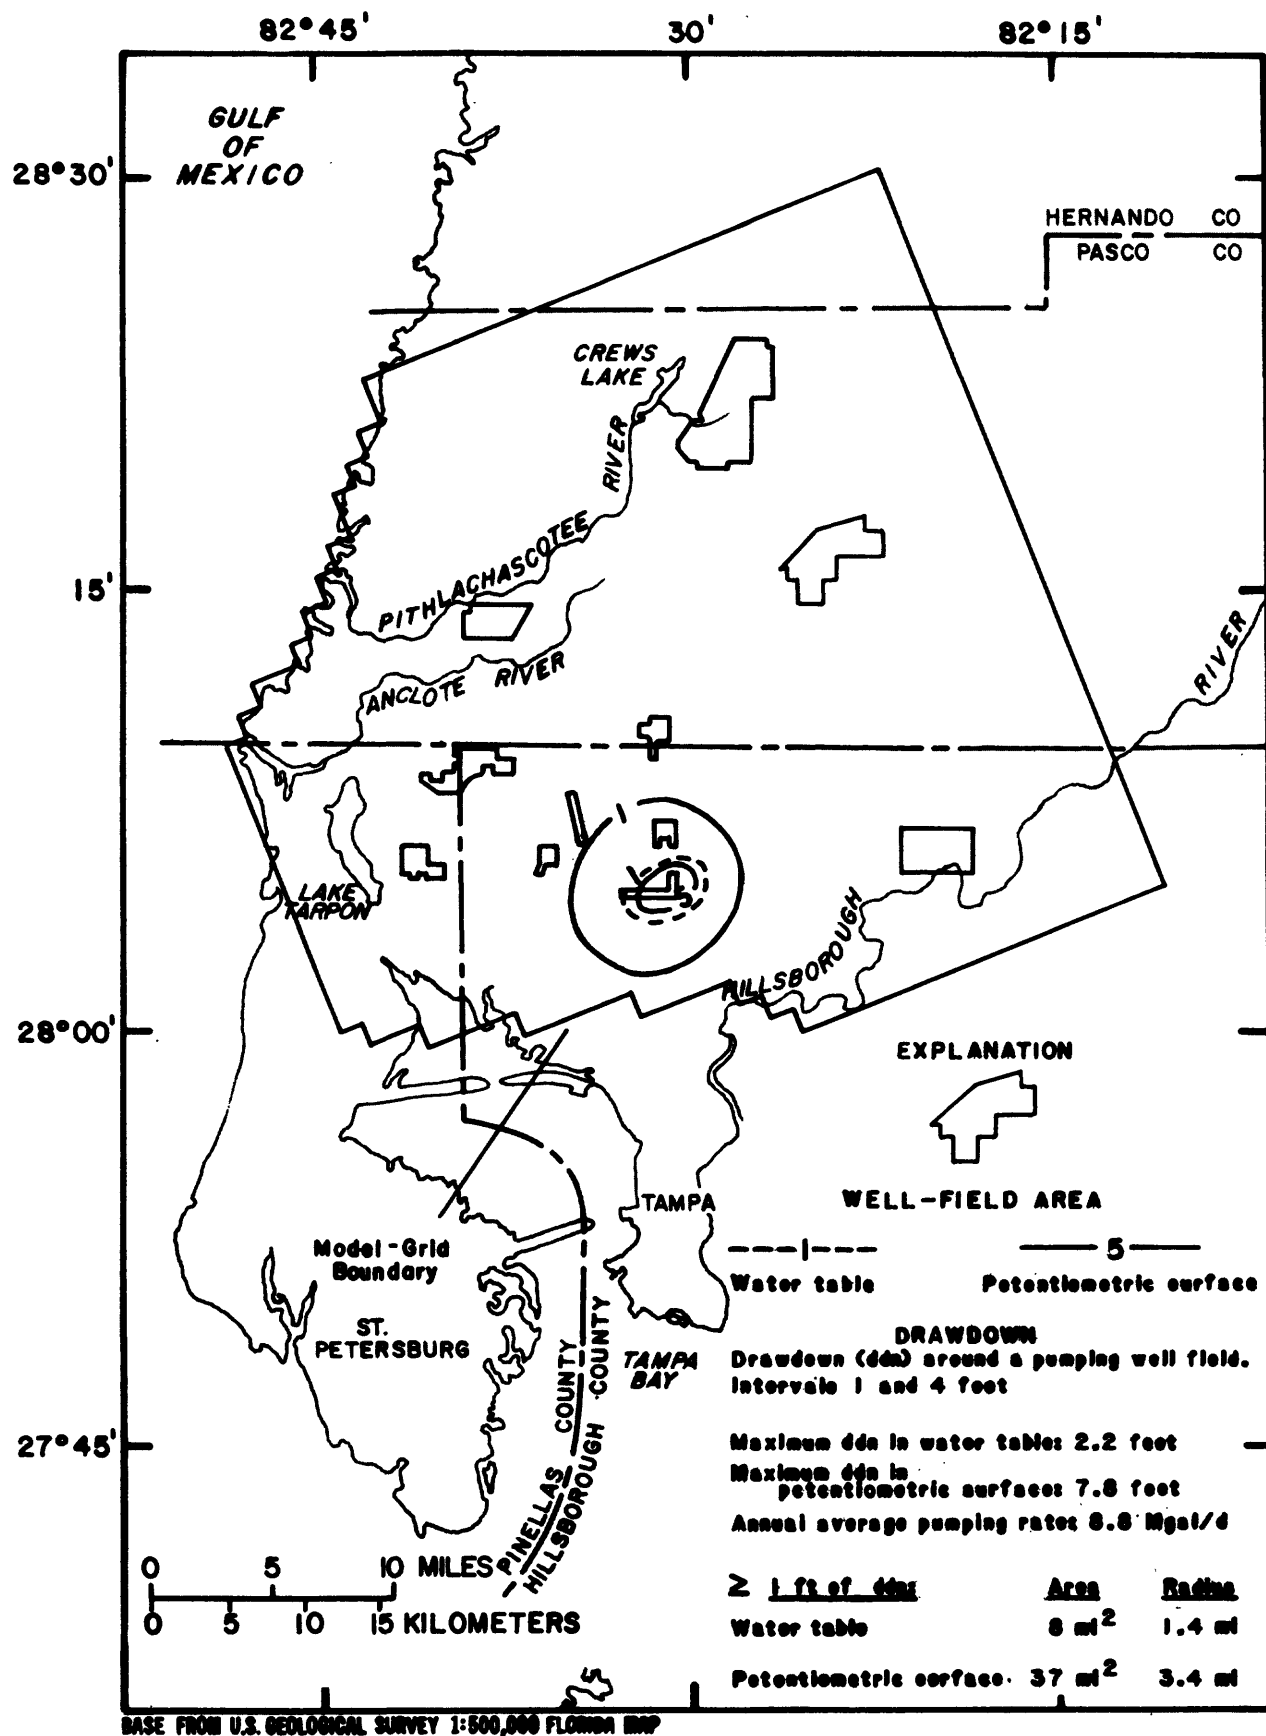 82°45'
30'
82°15'
GULF
OF
MEXICO
28°30'
HERNANDO CO
PASCO CO
CREWS
LAKE
RIVER
PITHLACHASCOTEE
15'
RIVER
ANCLOTE RIVER
LAKE
TARPON
HILLSBOROUGH
28°00'
EXPLANATION
WELL-FIELD AREA
TAMPA
1
5
Water table
Potentiometric surface
Model-Grid
Boundary
ST.
PETERSBURG
TAMPA
BAY
PINELLAS COUNTY
HILLSBOROUGH COUNTY
DRAWDOWN
Drawdown (ddn) around a pumping well field.
Intervals 1 and 4 feet
27°45'
Maximum ddn in water table: 2.2 feet
Maximum ddn in
potentiometric surface: 7.8 feet
Annual average pumping rate: 8.8 Mgal/d
0 5 10 MILES
0 5 10 15 KILOMETERS
≥ 1 ft of ddn: Area Radius
Water table 8 mi² 1.4 mi
Potentiometric surface. 37 mi² 3.4 mi
5
1
BASE FROM U.S. GEOLOGICAL SURVEY 1:500,000 FLORIDA MAP